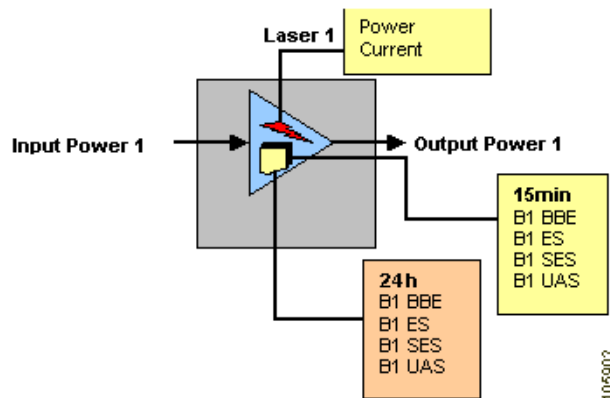 Laser 1
Power
Current
Input Power 1
Output Power 1
15min
B1 BBE
B1 ES
B1 SES
B1 UAS
24h
B1 BBE
B1 ES
B1 SES
B1 UAS
105902